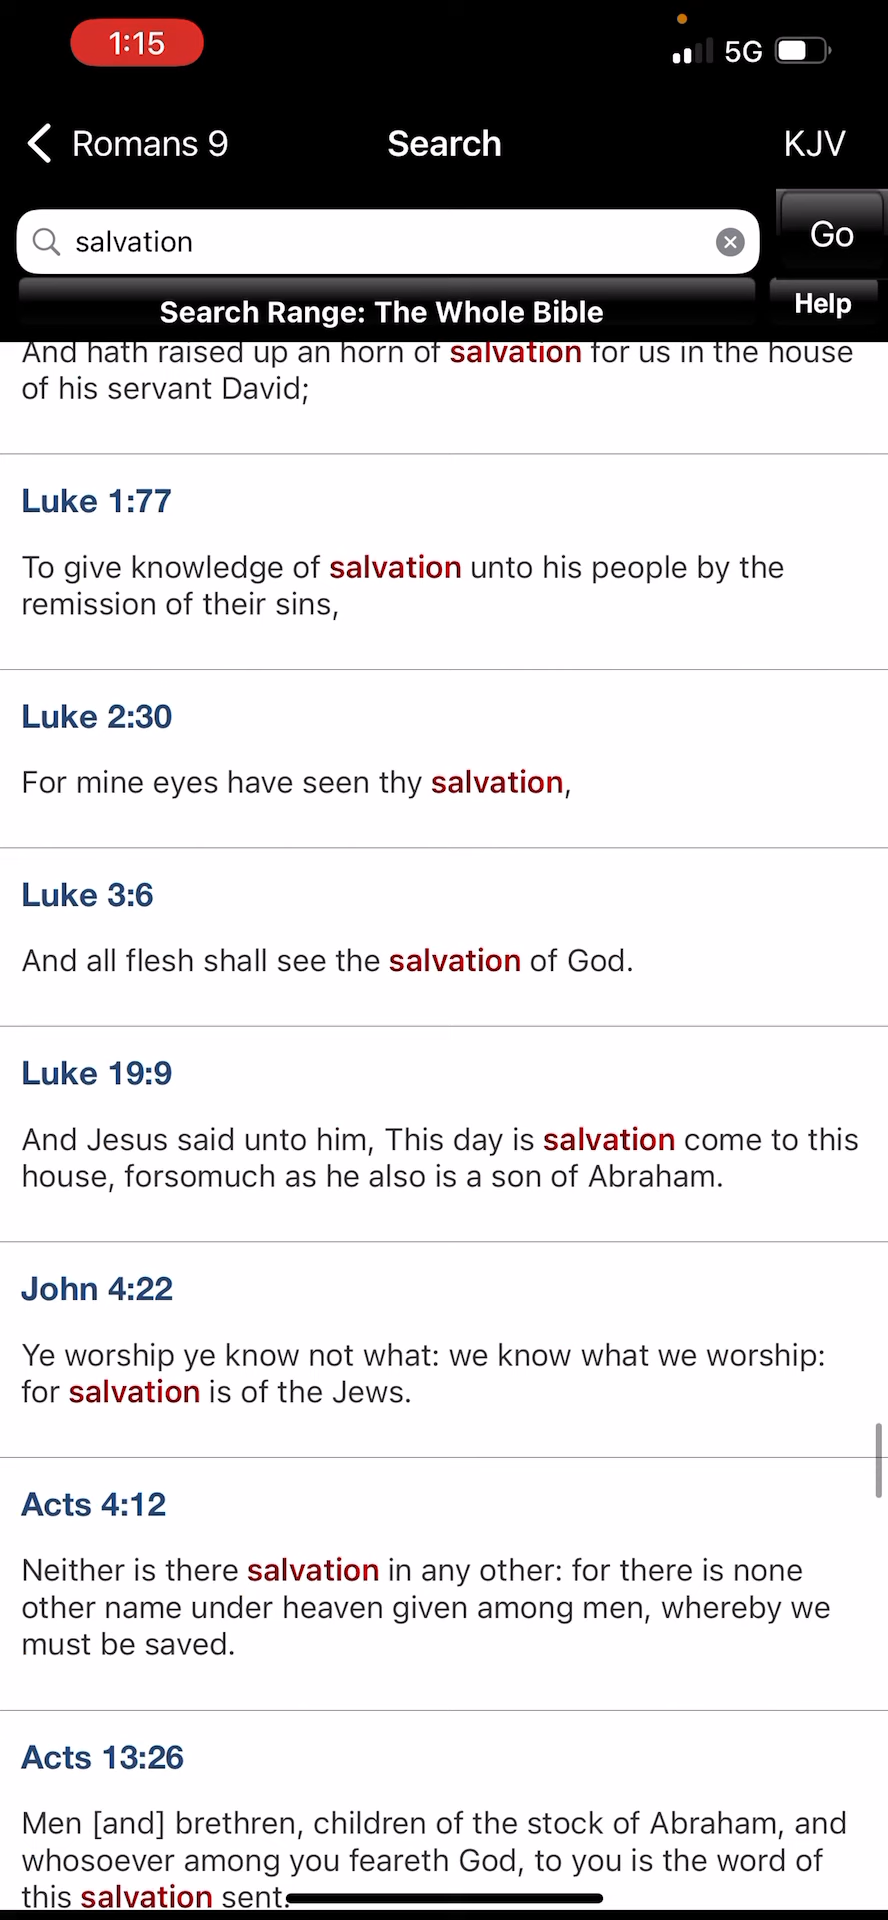 1:15
5G
Romans 9
Search
KJV
salvation
Go
Search Range: The Whole Bible
Help
And hath raised up an horn of salvation for us in the house
of his servant David;
Luke 1:77
To give knowledge of salvation unto his people by the
remission of their sins,
Luke 2:30
For mine eyes have seen thy salvation,
Luke 3:6
And all flesh shall see the salvation of God.
Luke 19:9
And Jesus said unto him, This day is salvation come to this
house, forsomuch as he also is a son of Abraham.
John 4:22
Ye worship ye know not what: we know what we worship:
for salvation is of the Jews.
Acts 4:12
Neither is there salvation in any other: for there is none
other name under heaven given among men, whereby we
must be saved.
Acts 13:26
Men [and] brethren, children of the stock of Abraham, and
whosoever among you feareth God, to you is the word of
this salvation sent.